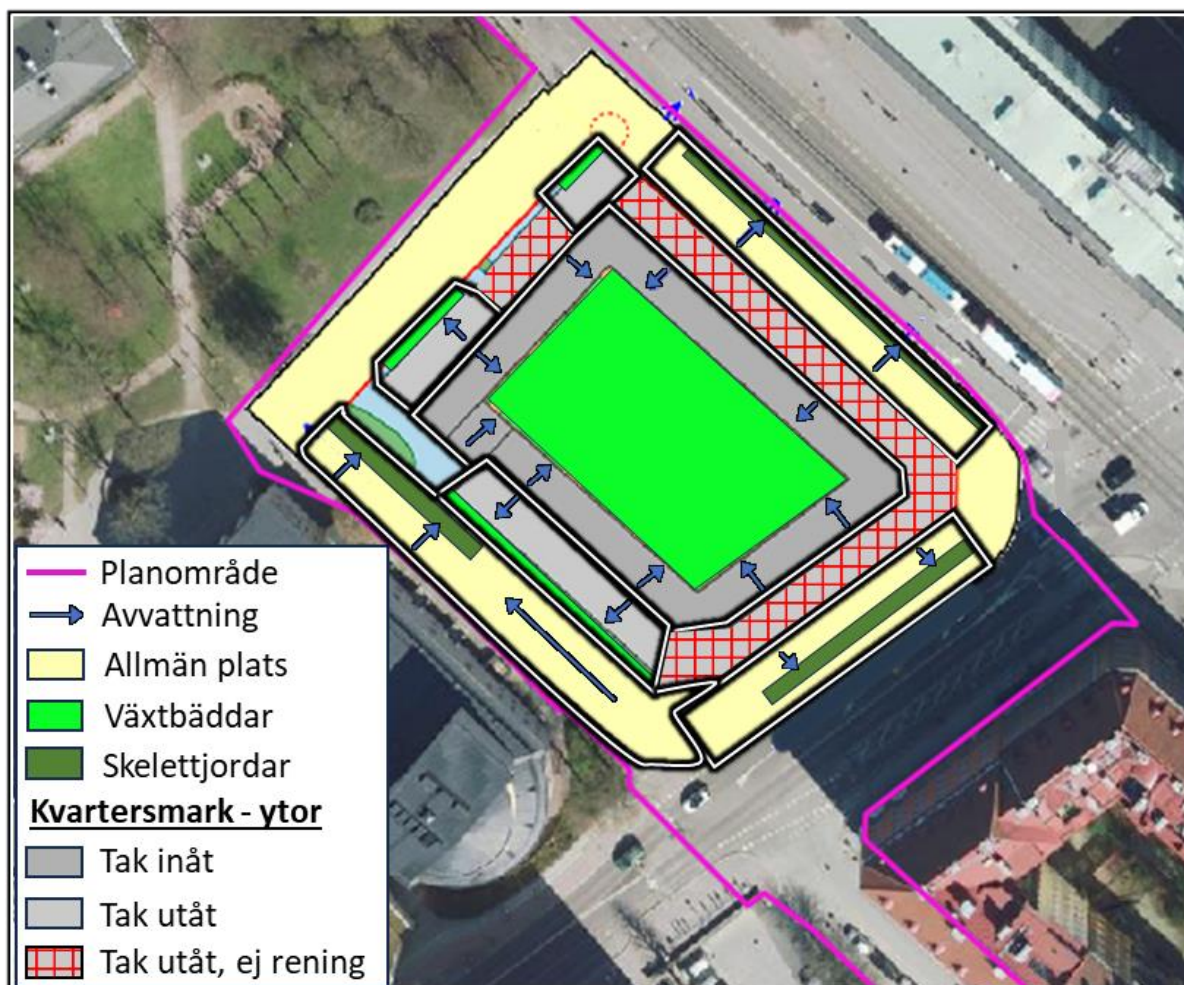 Planområde
Avvattning
Allmän plats
Växtbäddar
Skelettjordar
Kvartersmark - ytor
Tak inåt
Tak utåt
Tak utåt, ej rening